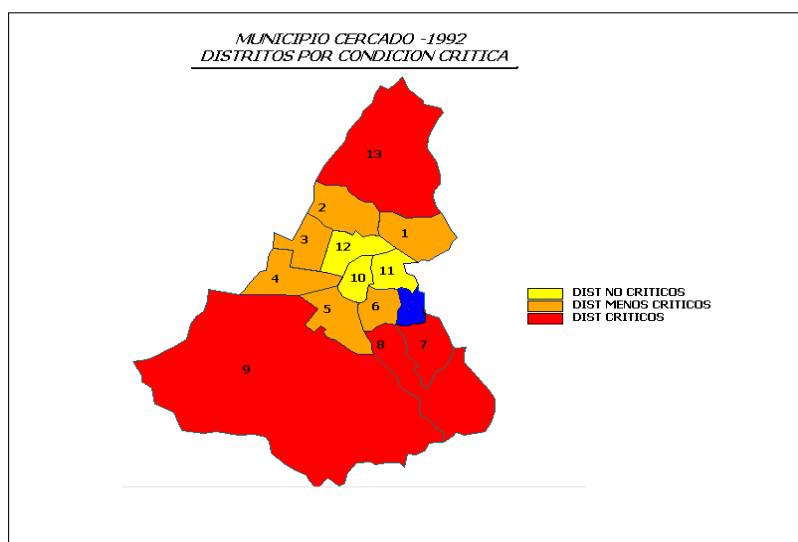 MUNICIPIO CERCADO -1992
DISTRITOS POR CONDICION CRITICA
13
2
1
3
12
11
10
4
5
6
8
7
9
DIST NO CRITICOS
DIST MENOS CRITICOS
DIST CRITICOS